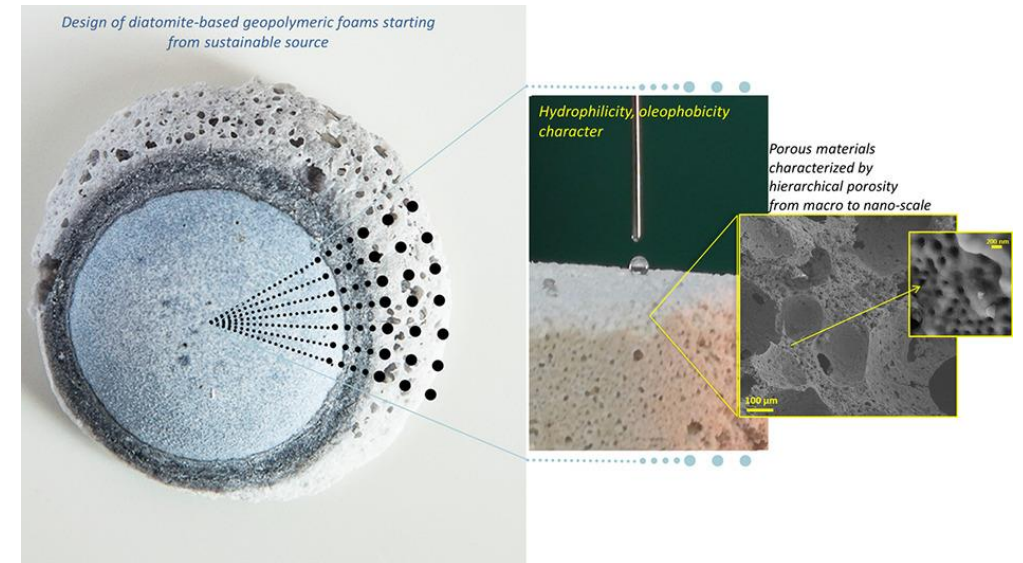 Design of diatomite-based geopolymeric foams starting
from sustainable source
Hydrophilicity, oleophobicity
character
Porous materials
characterized by
hierarchical porosity
from macro to nano-scale
200 nm
100 µm